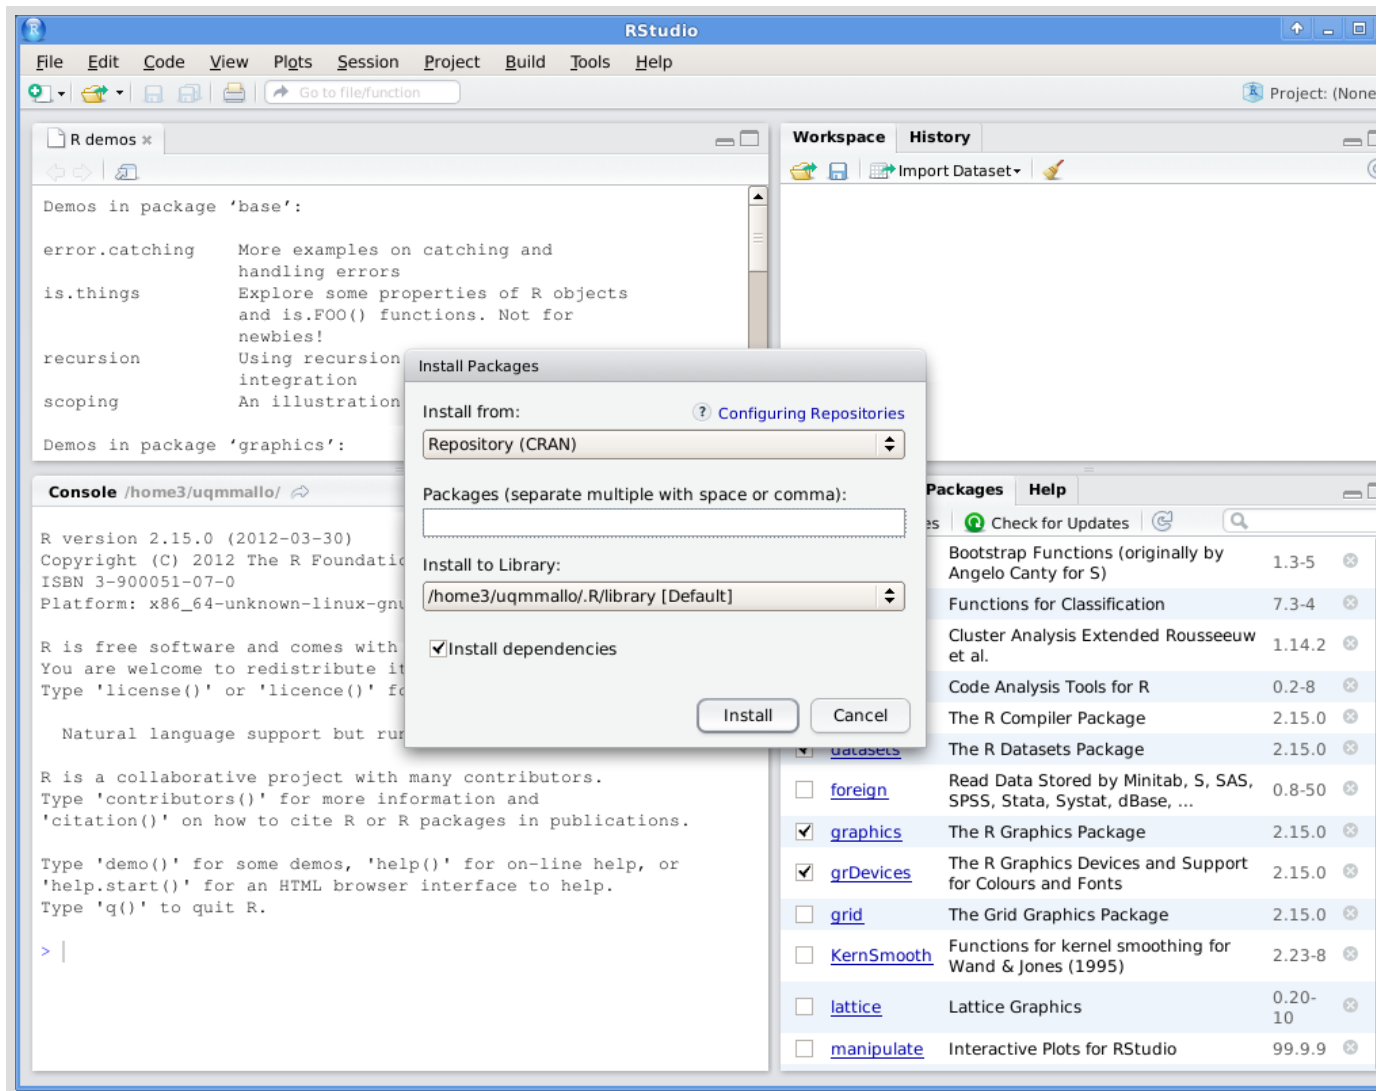 RStudio
File Edit Code View Plots Session Project Build Tools Help
Go to file/function
Project: (None
R demos
Demos in package ‘base’:
error.catching More examples on catching and
handling errors
is.things Explore some properties of R objects
and is.FOO() functions. Not for
newbies!
recursion Using recursion
integration
scoping An illustration
Demos in package ‘graphics’:
Workspace History
Import Dataset
Install Packages
Install from:
? Configuring Repositories
Repository (CRAN)
Packages (separate multiple with space or comma):
Install to Library:
/home3/uqmmallo/.R/library [Default]
Install dependencies
Install Cancel
Console /home3/uqmmallo/
R version 2.15.0 (2012-03-30)
Copyright (C) 2012 The R Foundatio
ISBN 3-900051-07-0
Platform: x86_64-unknown-linux-gnu
R is free software and comes with
You are welcome to redistribute it
Type 'license()' or 'licence()' fo
Natural language support but run
R is a collaborative project with many contributors.
Type 'contributors()' for more information and
'citation()' on how to cite R or R packages in publications.
Type 'demo()' for some demos, 'help()' for on-line help, or
'help.start()' for an HTML browser interface to help.
Type 'q()' to quit R.
>
Packages Help
es Check for Updates
Bootstrap Functions (originally by
Angelo Canty for S) 1.3-5
Functions for Classification 7.3-4
Cluster Analysis Extended Rousseeuw
et al. 1.14.2
Code Analysis Tools for R 0.2-8
The R Compiler Package 2.15.0
datasets The R Datasets Package 2.15.0
foreign Read Data Stored by Minitab, S, SAS,
SPSS, Stata, Systat, dBase, ... 0.8-50
graphics The R Graphics Package 2.15.0
grDevices The R Graphics Devices and Support
for Colours and Fonts 2.15.0
grid The Grid Graphics Package 2.15.0
KernSmooth Functions for kernel smoothing for
Wand & Jones (1995) 2.23-8
lattice Lattice Graphics 0.20-
10
manipulate Interactive Plots for RStudio 99.9.9